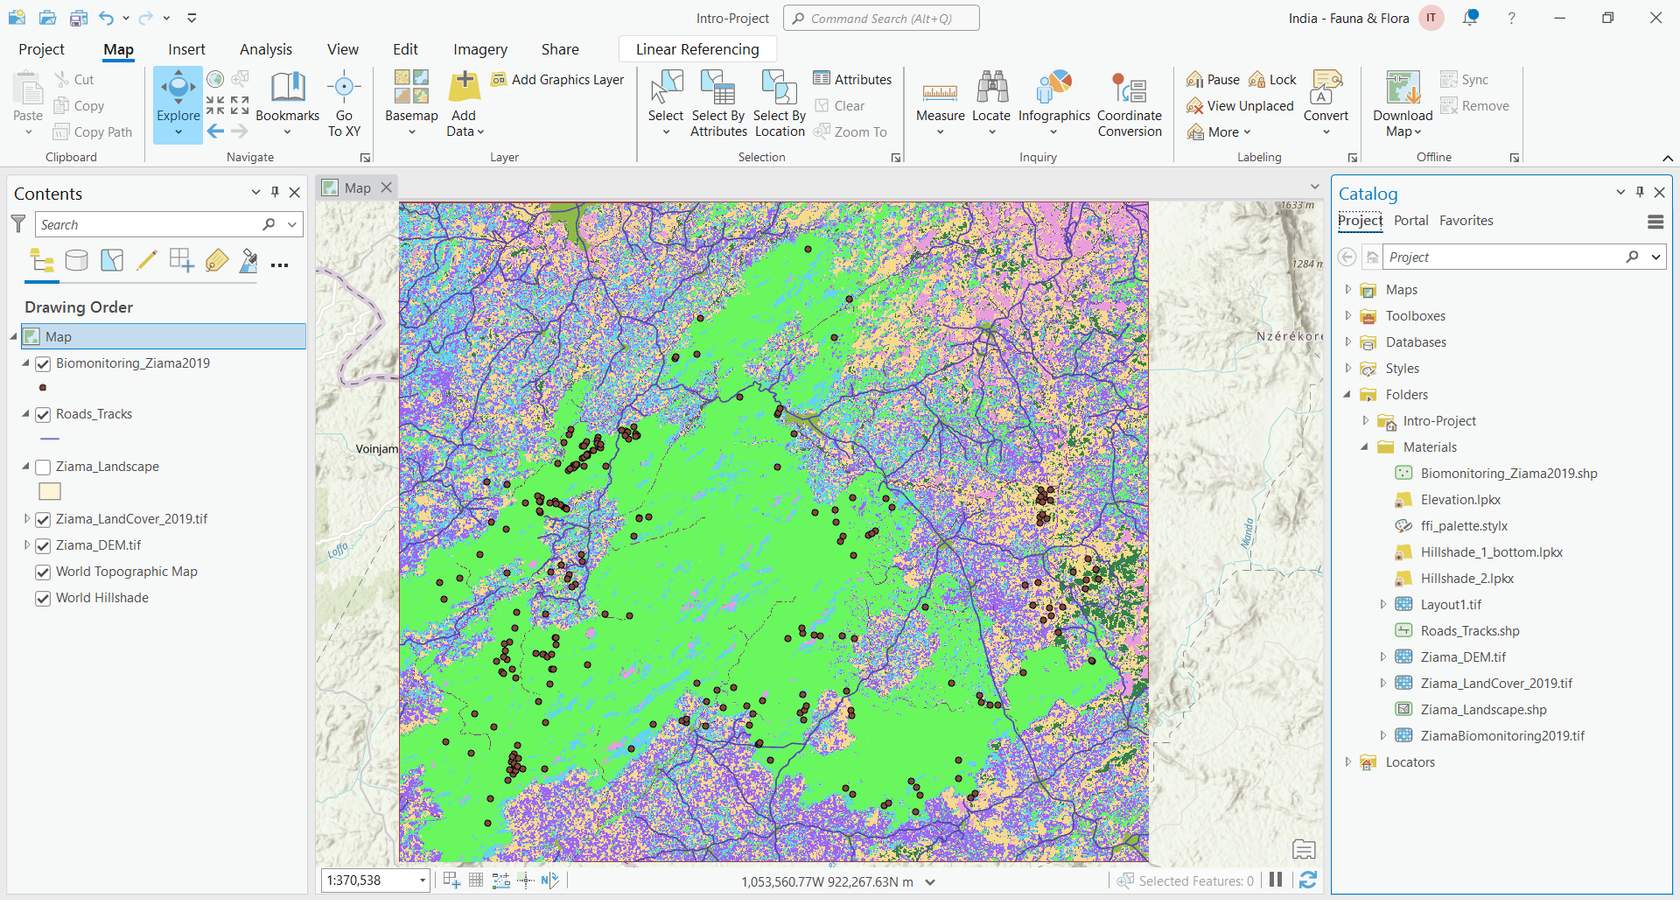 Intro-Project
Command Search (Alt+Q)
India - Fauna & Flora
IT
?
Project
Map
Insert
Analysis
View
Edit
Imagery
Share
Linear Referencing
Paste
Cut
Copy
Copy Path
Clipboard
Explore
Bookmarks
Go
To XY
Navigate
Basemap
Add
Data
Add Graphics Layer
Layer
Select
Select By
Attributes
Select By
Location
Attributes
Clear
Zoom To
Selection
Measure
Locate
Infographics
Coordinate
Conversion
Inquiry
Pause
Lock
View Unplaced
More
Convert
Labeling
Download
Map
Sync
Remove
Offline
Contents
Search
Drawing Order
Map
Biomonitoring_Ziama2019
Roads_Tracks
Ziama_Landscape
Ziama_LandCover_2019.tif
Ziama_DEM.tif
World Topographic Map
World Hillshade
Map
1633 m
1284 m
Nzérékore
Voinjam
Loffa
Nianda
1:370,538
1,053,560.77W 922,267.63N m
Selected Features: 0
Catalog
Project
Portal
Favorites
Project
Maps
Toolboxes
Databases
Styles
Folders
Intro-Project
Materials
Biomonitoring_Ziama2019.shp
Elevation.lpkx
ffi_palette.stylx
Hillshade_1_bottom.lpkx
Hillshade_2.lpkx
Layout1.tif
Roads_Tracks.shp
Ziama_DEM.tif
Ziama_LandCover_2019.tif
Ziama_Landscape.shp
ZiamaBiomonitoring2019.tif
Locators